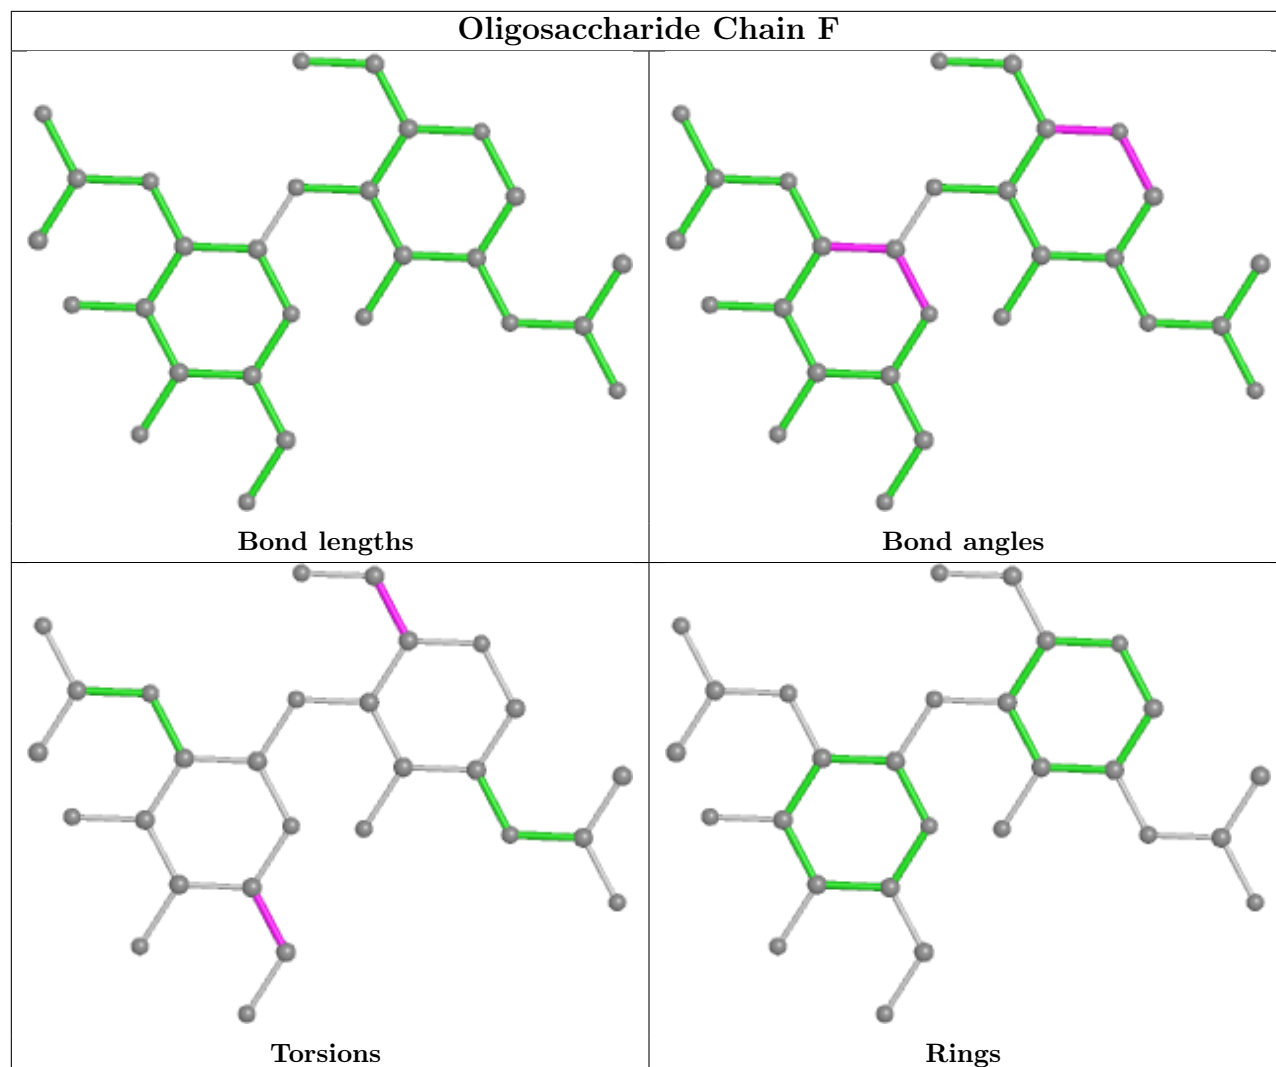 Oligosaccharide Chain F
Bond lengths
Bond angles
Torsions
Rings